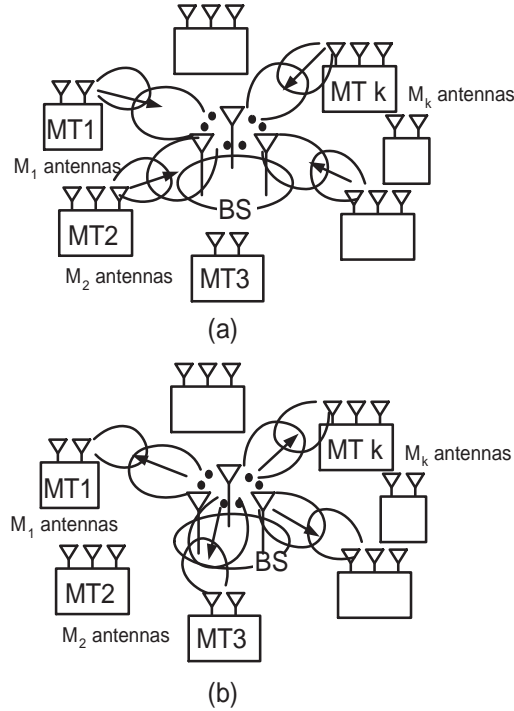 MT k
M_k antennas
MT1
M_1 antennas
BS
MT2
M_2 antennas
MT3
(a)
MT k
M_k antennas
MT1
M_1 antennas
BS
MT2
M_2 antennas
MT3
(b)